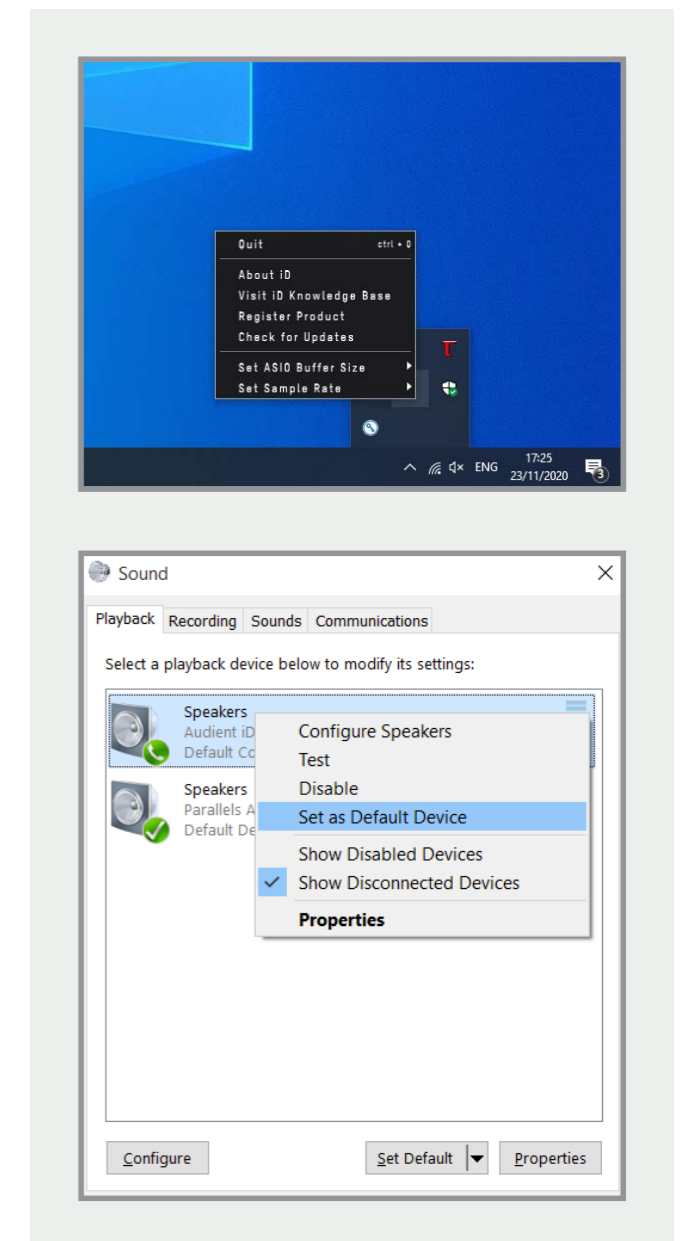 Quit ctrl + Q
About iD
Visit iD Knowledge Base
Register Product
Check for Updates
Set ASIO Buffer Size
Set Sample Rate
ENG
17:25
23/11/2020
3
Sound
Playback Recording Sounds Communications
Select a playback device below to modify its settings:
Speakers
Audient iD
Default Co
Speakers
Parallels A
Default De
Configure Speakers
Test
Disable
Set as Default Device
Show Disabled Devices
Show Disconnected Devices
Properties
Configure Set Default Properties